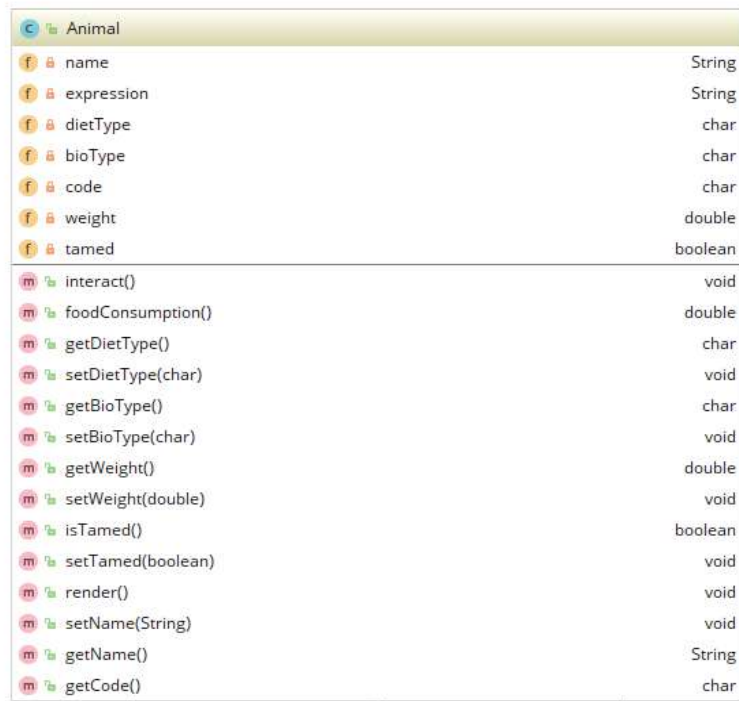 C Animal
f name String
f expression String
f dietType char
f bioType char
f code char
f weight double
f tamed boolean
m interact() void
m foodConsumption() double
m getDietType() char
m setDietType(char) void
m getBioType() char
m setBioType(char) void
m getWeight() double
m setWeight(double) void
m isTamed() boolean
m setTamed(boolean) void
m render() void
m setName(String) void
m getName() String
m getCode() char